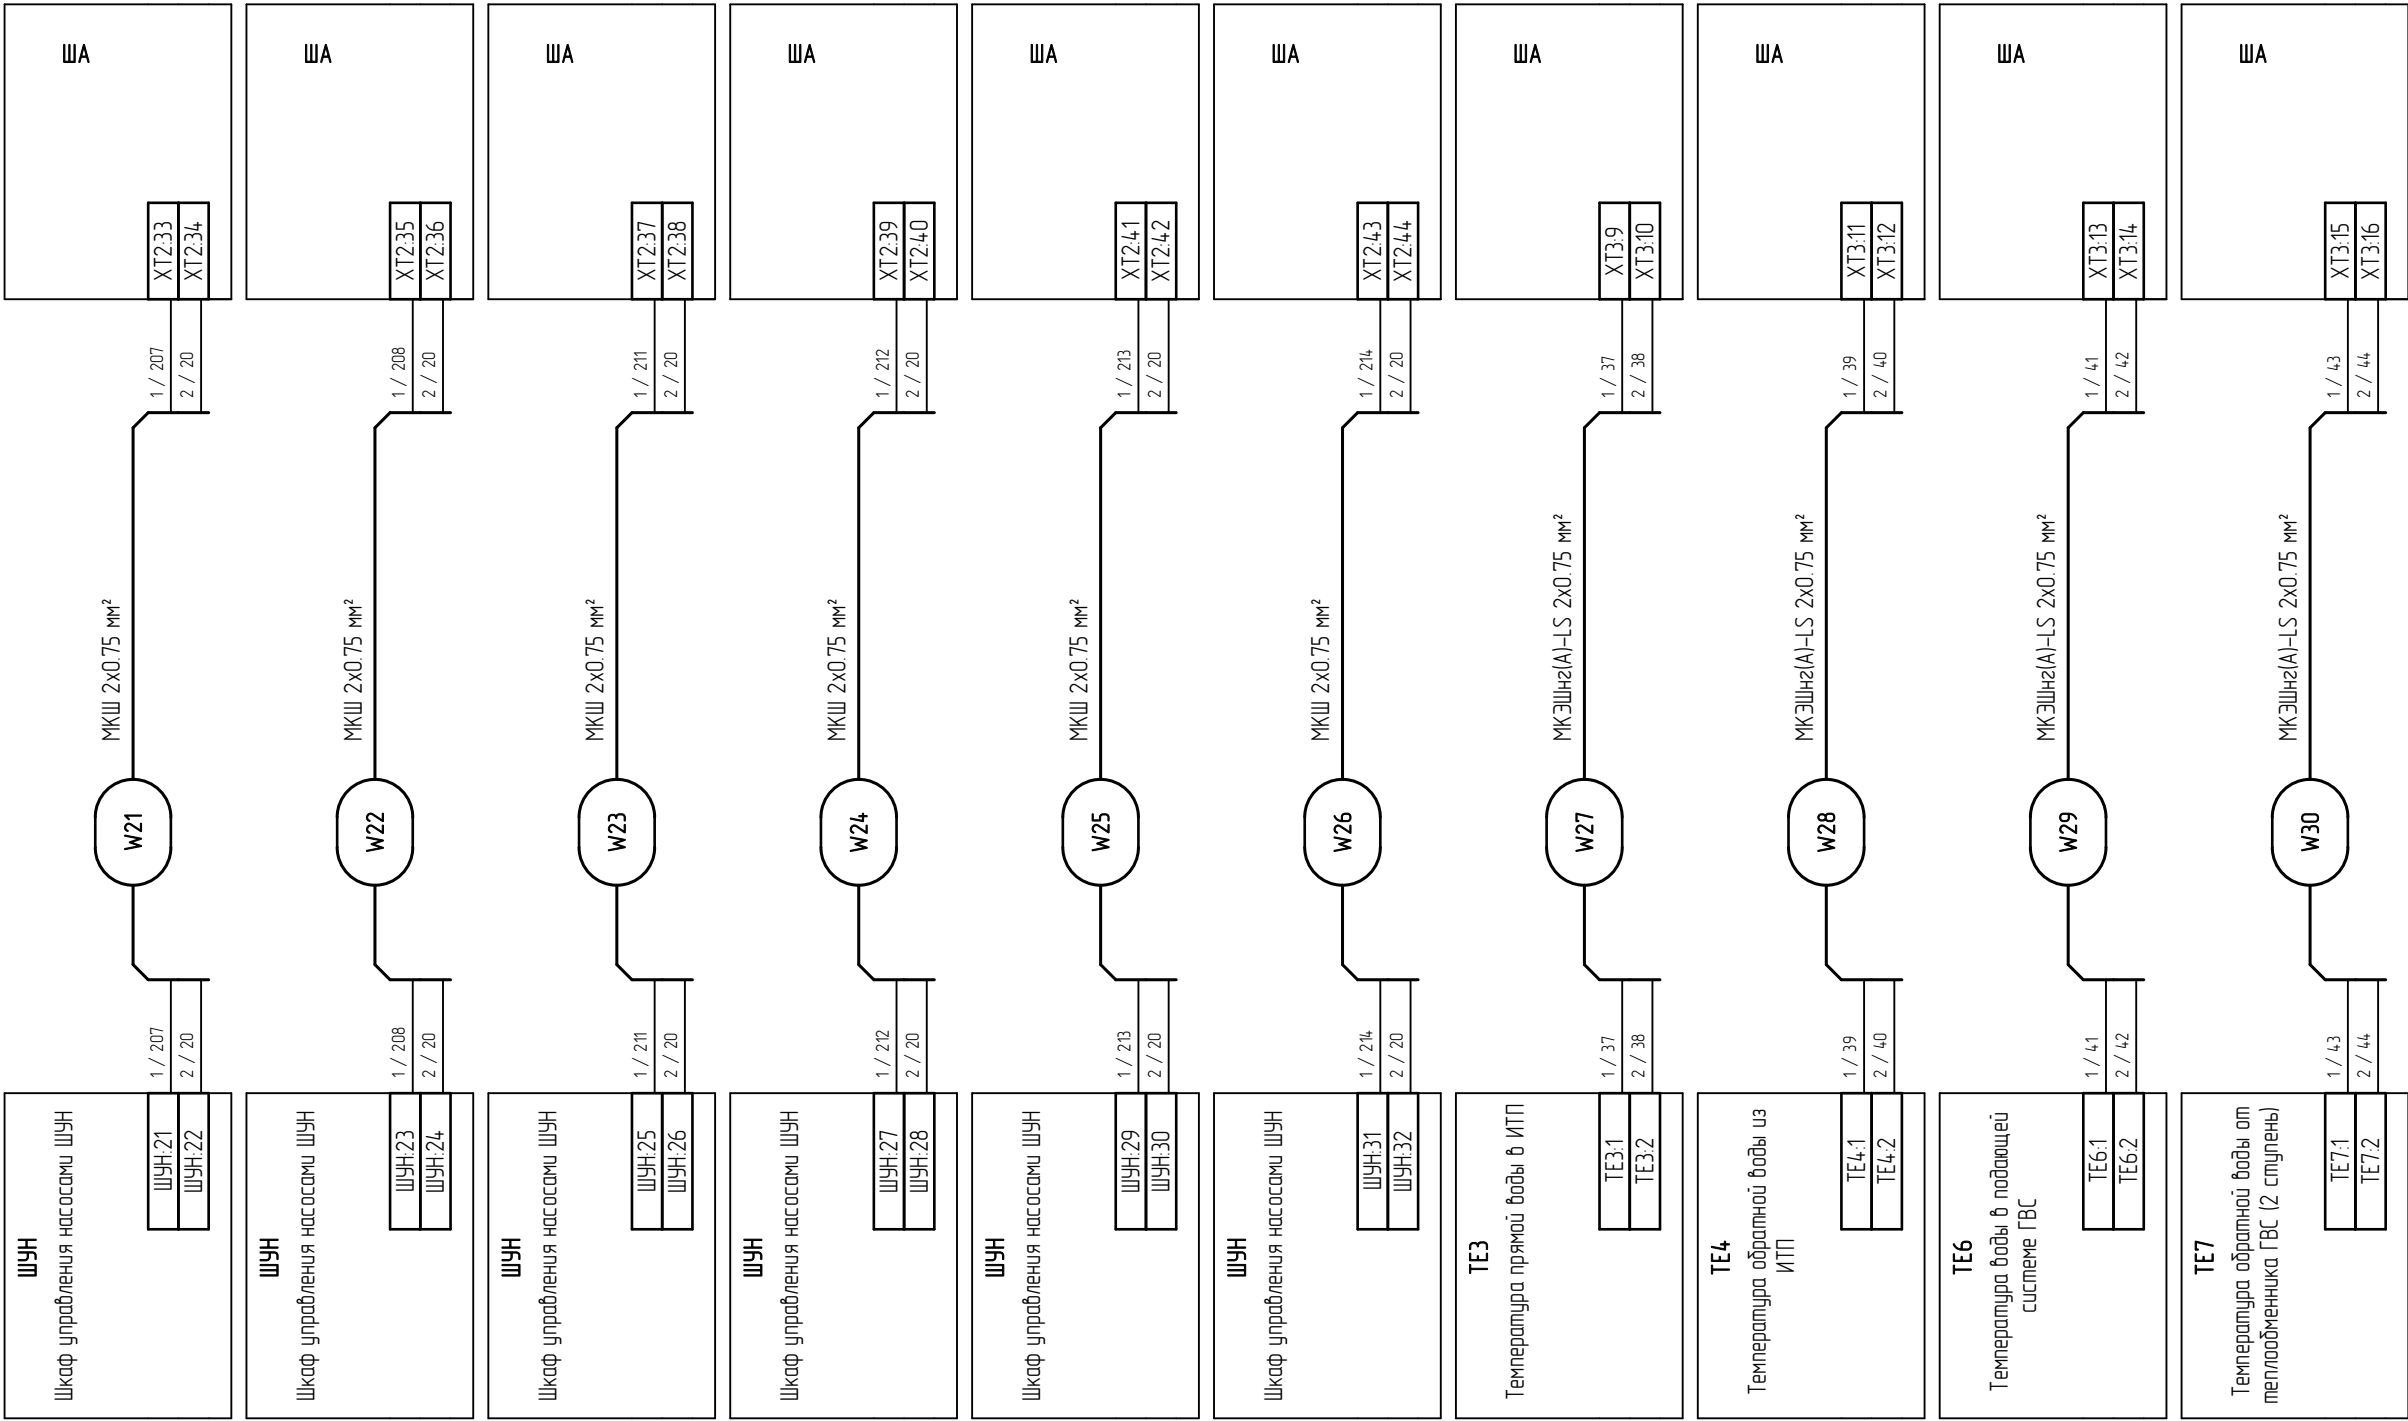 ШУН
Шкаф управления насосами ШУН
ШУН:21
ШУН:22
1 / 207
2 / 20
W21
МКШ 2х0.75 мм²
1 / 207
2 / 20
XT2:33
XT2:34
ША
ШУН
Шкаф управления насосами ШУН
ШУН:23
ШУН:24
1 / 208
2 / 20
W22
МКШ 2х0.75 мм²
1 / 208
2 / 20
XT2:35
XT2:36
ША
ШУН
Шкаф управления насосами ШУН
ШУН:25
ШУН:26
1 / 211
2 / 20
W23
МКШ 2х0.75 мм²
1 / 211
2 / 20
XT2:37
XT2:38
ША
ШУН
Шкаф управления насосами ШУН
ШУН:27
ШУН:28
1 / 212
2 / 20
W24
МКШ 2х0.75 мм²
1 / 212
2 / 20
XT2:39
XT2:40
ША
ШУН
Шкаф управления насосами ШУН
ШУН:29
ШУН:30
1 / 213
2 / 20
W25
МКШ 2х0.75 мм²
1 / 213
2 / 20
XT2:41
XT2:42
ША
ШУН
Шкаф управления насосами ШУН
ШУН:31
ШУН:32
1 / 214
2 / 20
W26
МКШ 2х0.75 мм²
1 / 214
2 / 20
XT2:43
XT2:44
ША
TE3
Температура прямой воды в ИТП
TE3:1
TE3:2
1 / 37
2 / 38
W27
МКЭШнг(А)-LS 2х0.75 мм²
1 / 37
2 / 38
XT3:9
XT3:10
ША
TE4
Температура обратной воды из
ИТП
TE4:1
TE4:2
1 / 39
2 / 40
W28
МКЭШнг(А)-LS 2х0.75 мм²
1 / 39
2 / 40
XT3:11
XT3:12
ША
TE6
Температура воды в подающей
системе ГВС
TE6:1
TE6:2
1 / 41
2 / 42
W29
МКЭШнг(А)-LS 2х0.75 мм²
1 / 41
2 / 42
XT3:13
XT3:14
ША
TE7
Температура обратной воды от
теплообменника ГВС (2 ступень)
TE7:1
TE7:2
1 / 43
2 / 44
W30
МКЭШнг(А)-LS 2х0.75 мм²
1 / 43
2 / 44
XT3:15
XT3:16
ША